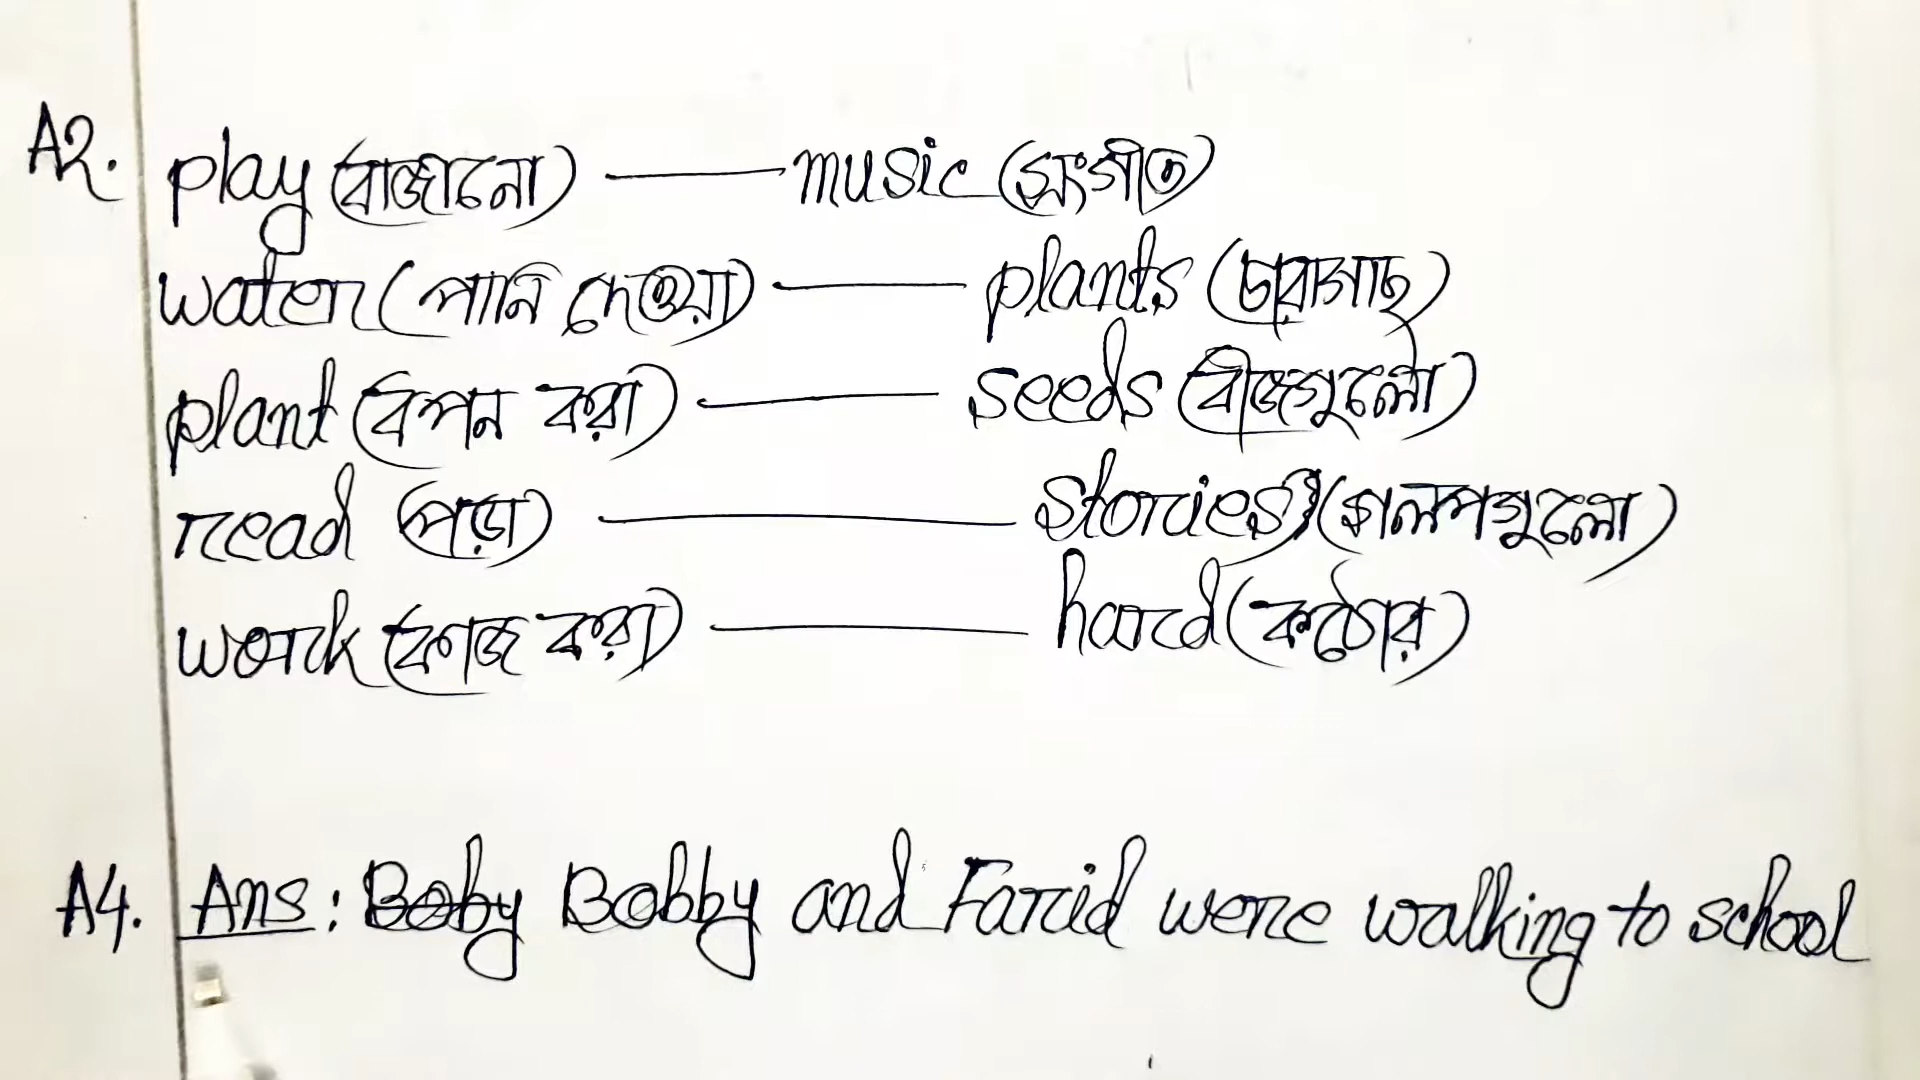 A2. play (বাজানো) — music (সংগীত)
water (পানি দেওয়া) — plants (চারাগাছ)
plant (বপন করা) — seeds (বীজগুলো)
read (পড়া) — stories (গল্পগুলো)
work (কাজ করা) — hard (কঠোর)
A4. Ans: Boby Bobby and Farid were walking to school